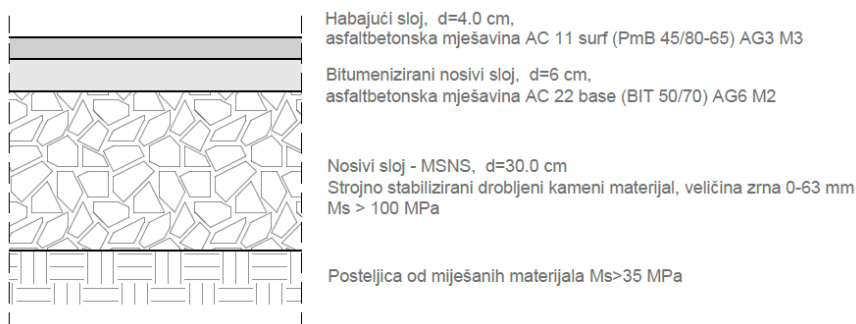 Habajući sloj, d=4.0 cm,
asfaltbetonska mješavina AC 11 surf (PmB 45/80-65) AG3 M3
Bitumenizirani nosivi sloj, d=6 cm,
asfaltbetonska mješavina AC 22 base (BIT 50/70) AG6 M2
Nosivi sloj - MSNS, d=30.0 cm
Strojno stabilizirani drobljeni kameni materijal, veličina zrna 0-63 mm
Ms > 100 MPa
Posteljica od miješanih materijala Ms>35 MPa